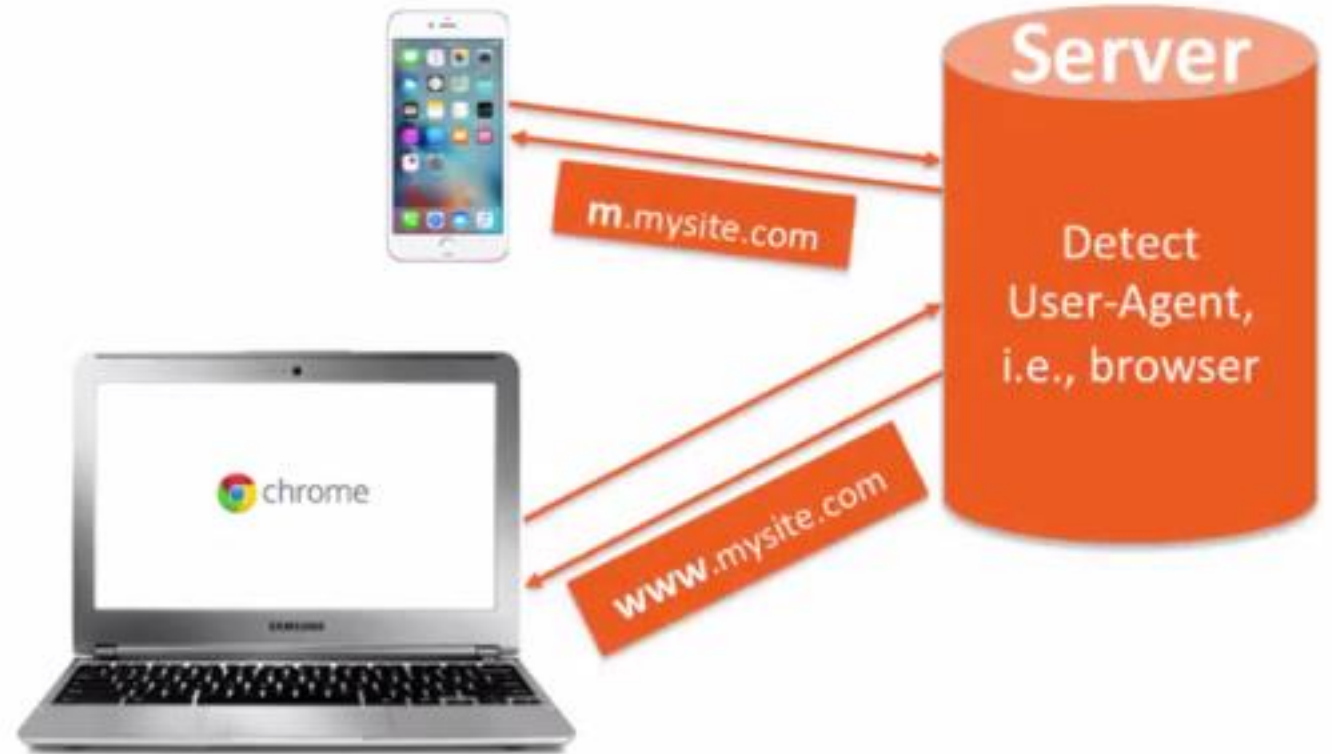 Server
Detect
User-Agent,
i.e., browser
m.mysite.com
www.mysite.com
chrome
SAMSUNG